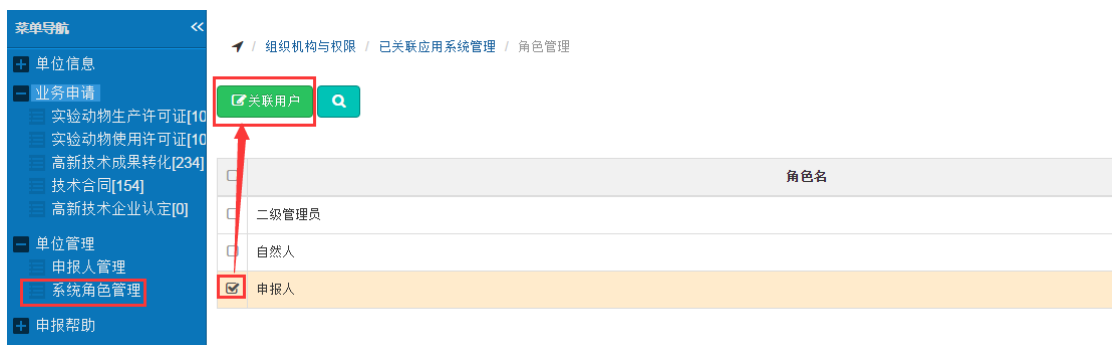 菜单导航 «
单位信息
业务申请
实验动物生产许可证[10
实验动物使用许可证[10
高新技术成果转化[234]
技术合同[154]
高新技术企业认定[0]
单位管理
申报人管理
系统角色管理
申报帮助
/ 组织机构与权限 / 已关联应用系统管理 / 角色管理
关联用户
角色名
二级管理员
自然人
申报人